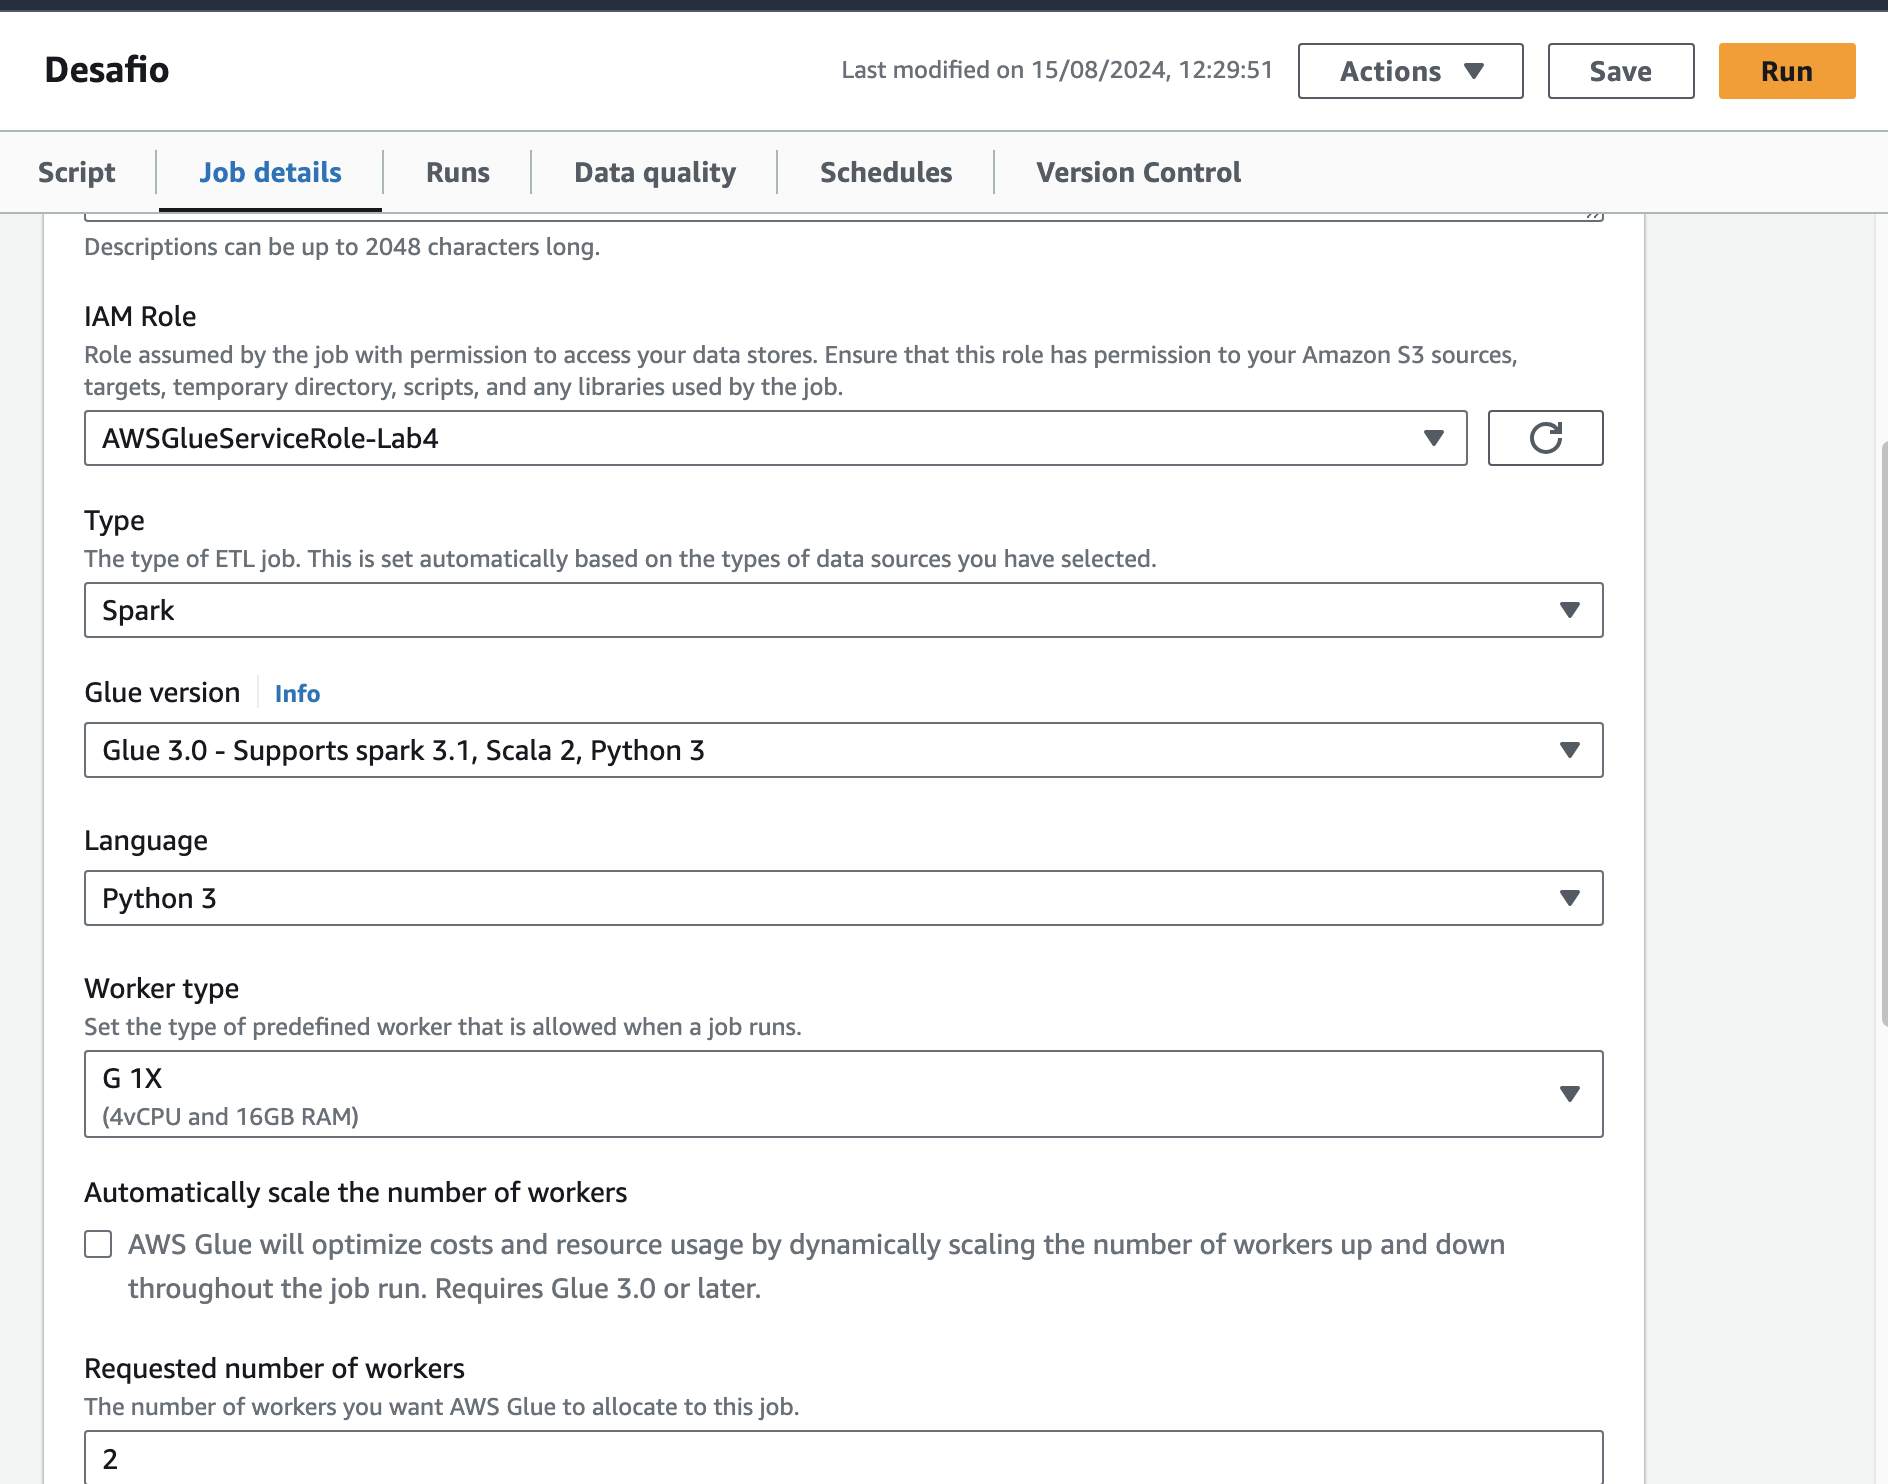 Desafio
Last modified on 15/08/2024, 12:29:51
Actions
Save
Run
Script
Job details
Runs
Data quality
Schedules
Version Control
Descriptions can be up to 2048 characters long.
IAM Role
Role assumed by the job with permission to access your data stores. Ensure that this role has permission to your Amazon S3 sources,
targets, temporary directory, scripts, and any libraries used by the job.
AWSGlueServiceRole-Lab4
Type
The type of ETL job. This is set automatically based on the types of data sources you have selected.
Spark
Glue version
Info
Glue 3.0 - Supports spark 3.1, Scala 2, Python 3
Language
Python 3
Worker type
Set the type of predefined worker that is allowed when a job runs.
G 1X
(4vCPU and 16GB RAM)
Automatically scale the number of workers
AWS Glue will optimize costs and resource usage by dynamically scaling the number of workers up and down
throughout the job run. Requires Glue 3.0 or later.
Requested number of workers
The number of workers you want AWS Glue to allocate to this job.
2